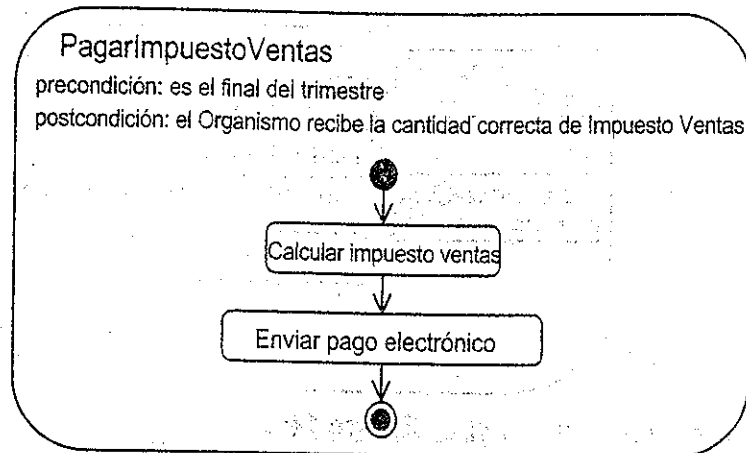 PagarImpuestoVentas
precondición: es el final del trimestre
postcondición: el Organismo recibe la cantidad correcta de Impuesto Ventas
Calcular impuesto ventas
Enviar pago electrónico